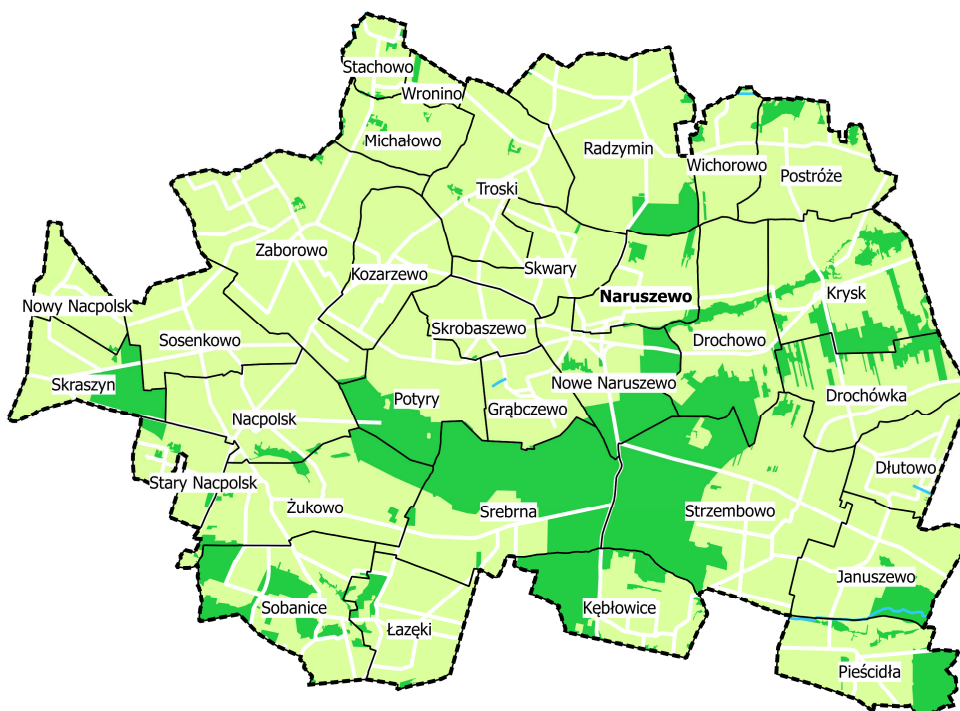 Stachowo
Wronino
Michałowo
Radzymin
Wichorowo
Postróże
Troski
Zaborowo
Kozarzewo
Skwary
Naruszewo
Krysk
Nowy Nacpolsk
Sosenkowo
Skrobaszewo
Drochowo
Skraszyn
Nowe Naruszewo
Potyry
Grąbczewo
Drochówka
Nacpolsk
Stary Nacpolsk
Dłutowo
Żukowo
Srebrna
Strzembowo
Januszewo
Sobanice
Kębłowice
Łazęki
Pieścidła